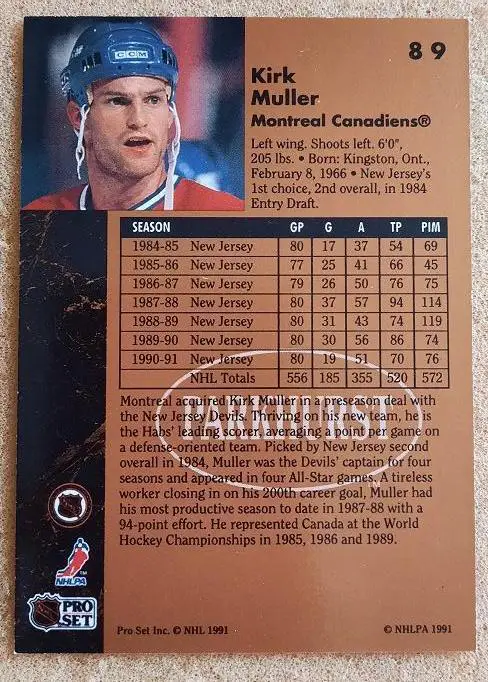 89
CCM
Kirk
Muller
Montreal Canadiens®
Left wing. Shoots left. 6'0",
205 lbs. • Born: Kingston, Ont.,
February 8, 1966 • New Jersey's
1st choice, 2nd overall, in 1984
Entry Draft.
SEASON GP G A TP PIM
1984-85 New Jersey 80 17 37 54 69
1985-86 New Jersey 77 25 41 66 45
1986-87 New Jersey 79 26 50 76 75
1987-88 New Jersey 80 37 57 94 114
1988-89 New Jersey 80 31 43 74 119
1989-90 New Jersey 80 30 56 86 74
1990-91 New Jersey 80 19 51 70 76
NHL Totals 556 185 355 520 572
PARKHURST
Montreal acquired Kirk Muller in a preseason deal with
the New Jersey Devils. Thriving on his new team, he is
the Habs' leading scorer, averaging a point per game on
a defense-oriented team. Picked by New Jersey second
overall in 1984, Muller was the Devils' captain for four
seasons and appeared in four All-Star games. A tireless
worker closing in on his 200th career goal, Muller had
his most productive season to date in 1987-88 with a
94-point effort. He represented Canada at the World
Hockey Championships in 1985, 1986 and 1989.
NHL
NHLPA™
NHL PRO
SET
Pro Set Inc. © NHL 1991 © NHLPA 1991